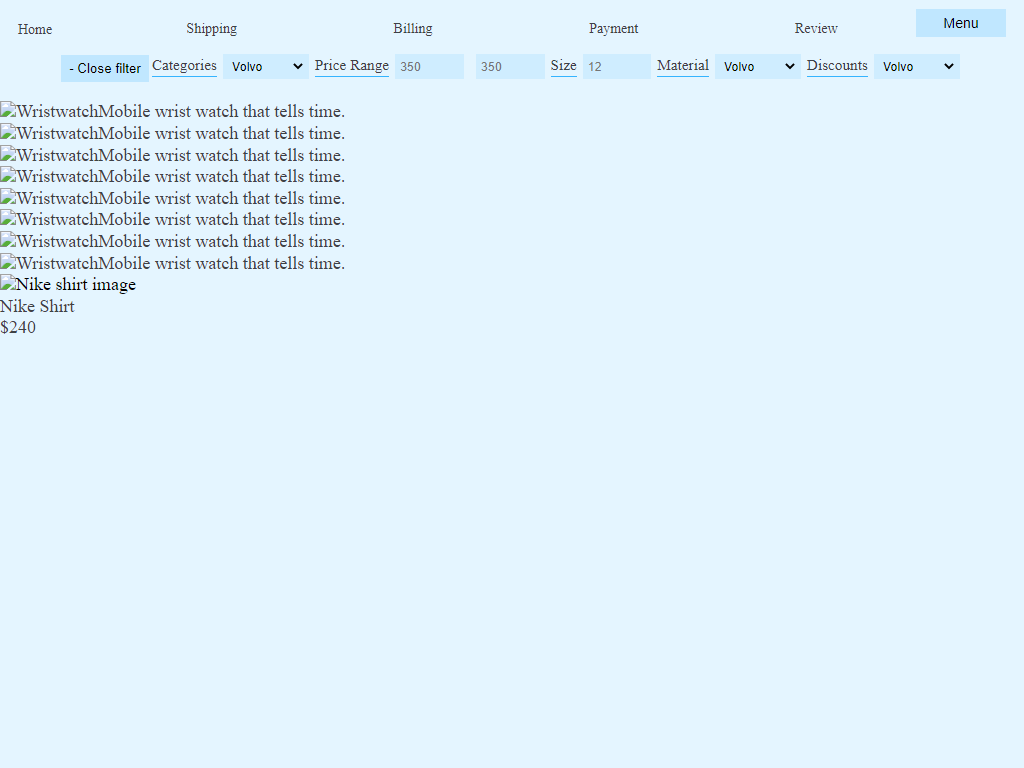 Home Shipping Billing Payment Review Menu
- Close filter Categories Volvo Price Range 350 350 Size 12 Material Volvo Discounts Volvo
WristwatchMobile wrist watch that tells time.
WristwatchMobile wrist watch that tells time.
WristwatchMobile wrist watch that tells time.
WristwatchMobile wrist watch that tells time.
WristwatchMobile wrist watch that tells time.
WristwatchMobile wrist watch that tells time.
WristwatchMobile wrist watch that tells time.
WristwatchMobile wrist watch that tells time.
Nike shirt image
Nike Shirt
$240